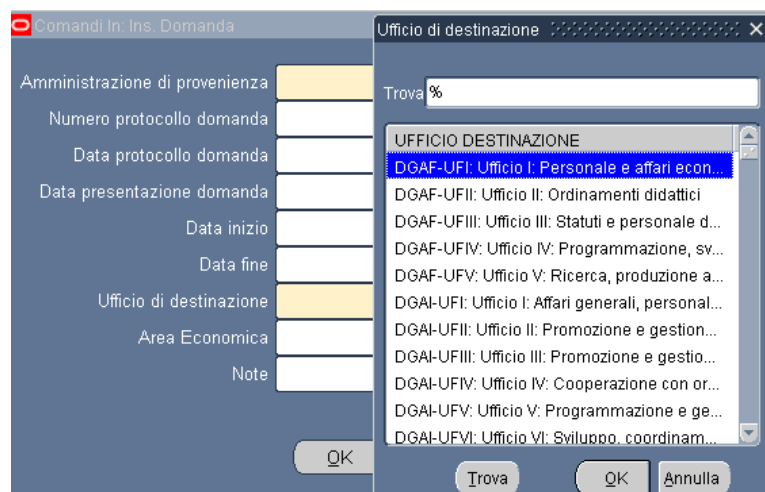 Comandi In: Ins. Domanda
Amministrazione di provenienza
Numero protocollo domanda
Data protocollo domanda
Data presentazione domanda
Data inizio
Data fine
Ufficio di destinazione
Area Economica
Note
OK
Ufficio di destinazione
Trova %
UFFICIO DESTINAZIONE
DGAF-UFI: Ufficio I: Personale e affari econ...
DGAF-UFII: Ufficio II: Ordinamenti didattici
DGAF-UFIII: Ufficio III: Statuti e personale d...
DGAF-UFIV: Ufficio IV: Programmazione, sv...
DGAF-UFV: Ufficio V: Ricerca, produzione a...
DGAI-UFI: Ufficio I: Affari generali, personal...
DGAI-UFII: Ufficio II: Promozione e gestion...
DGAI-UFIII: Ufficio III: Promozione e gestio...
DGAI-UFIV: Ufficio IV: Cooperazione con or...
DGAI-UFV: Ufficio V: Programmazione e ge...
DGAI-UFVI: Ufficio VI: Sviluppo, coordinam...
Trova OK Annulla